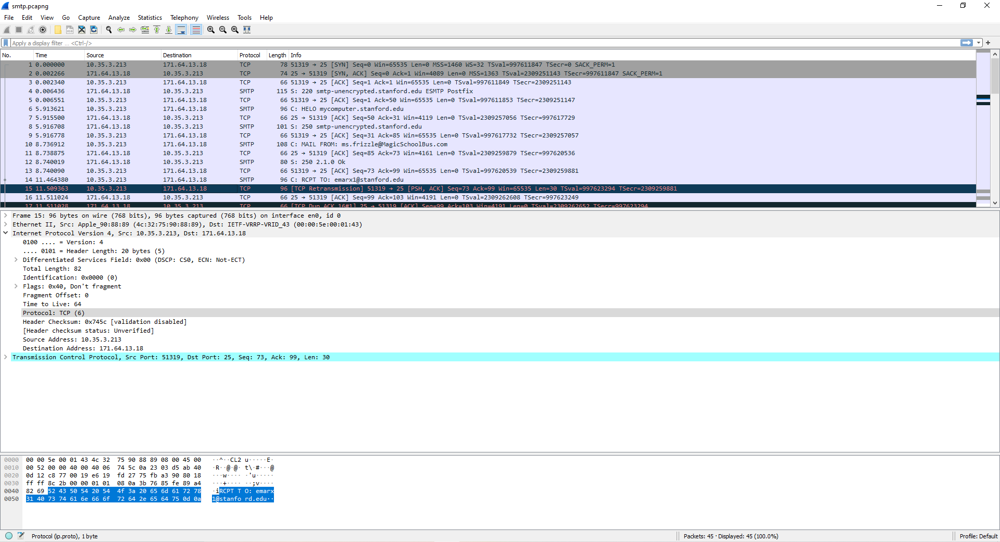 smtp.pcapng
File Edit View Go Capture Analyze Statistics Telephony Wireless Tools Help
Apply a display filter ... <Ctrl-/>
No. Time Source Destination Protocol Length Info
1 0.000000 10.35.3.213 171.64.13.18 TCP 78 51319 → 25 [SYN] Seq=0 Win=65535 Len=0 MSS=1460 WS=32 TSval=997611847 TSecr=0 SACK_PERM=1
2 0.002266 171.64.13.18 10.35.3.213 TCP 74 25 → 51319 [SYN, ACK] Seq=0 Ack=1 Win=4089 Len=0 MSS=1363 TSval=2309251143 TSecr=997611847 SACK_PERM=1
3 0.002340 10.35.3.213 171.64.13.18 TCP 66 51319 → 25 [ACK] Seq=1 Ack=1 Win=65535 Len=0 TSval=997611849 TSecr=2309251143
4 0.006436 171.64.13.18 10.35.3.213 SMTP 115 S: 220 smtp-unencrypted.stanford.edu ESMTP Postfix
5 0.006551 10.35.3.213 171.64.13.18 TCP 66 51319 → 25 [ACK] Seq=1 Ack=50 Win=65535 Len=0 TSval=997611853 TSecr=2309251147
6 5.913621 10.35.3.213 171.64.13.18 SMTP 96 C: HELO mycomputer.stanford.edu
7 5.915500 171.64.13.18 10.35.3.213 TCP 66 25 → 51319 [ACK] Seq=50 Ack=31 Win=4119 Len=0 TSval=2309257056 TSecr=997617729
8 5.916708 171.64.13.18 10.35.3.213 SMTP 101 S: 250 smtp-unencrypted.stanford.edu
9 5.916778 10.35.3.213 171.64.13.18 TCP 66 51319 → 25 [ACK] Seq=31 Ack=85 Win=65535 Len=0 TSval=997617732 TSecr=2309257057
10 8.736912 10.35.3.213 171.64.13.18 SMTP 108 C: MAIL FROM: ms.frizzle@MagicSchoolBus.com
11 8.738875 171.64.13.18 10.35.3.213 TCP 66 25 → 51319 [ACK] Seq=85 Ack=73 Win=4161 Len=0 TSval=2309259879 TSecr=997620536
12 8.740019 171.64.13.18 10.35.3.213 SMTP 80 S: 250 2.1.0 Ok
13 8.740090 10.35.3.213 171.64.13.18 TCP 66 51319 → 25 [ACK] Seq=73 Ack=99 Win=65535 Len=0 TSval=997620539 TSecr=2309259881
14 11.464380 10.35.3.213 171.64.13.18 SMTP 96 C: RCPT TO: emarx1@stanford.edu
15 11.509363 10.35.3.213 171.64.13.18 TCP 96 [TCP Retransmission] 51319 → 25 [PSH, ACK] Seq=73 Ack=99 Win=65535 Len=30 TSval=997623294 TSecr=2309259881
16 11.511024 171.64.13.18 10.35.3.213 TCP 66 25 → 51319 [ACK] Seq=99 Ack=103 Win=4191 Len=0 TSval=2309262608 TSecr=997623249
17 11.511028 171.64.13.18 10.35.3.213 TCP 66 [TCP Dup ACK 16#1] 25 → 51319 [ACK] Seq=99 Ack=103 Win=4191 Len=0 TSval=2309262652 TSecr=997623294
Frame 15: 96 bytes on wire (768 bits), 96 bytes captured (768 bits) on interface en0, id 0
Ethernet II, Src: Apple_90:88:89 (4c:32:75:90:88:89), Dst: IETF-VRRP-VRID_43 (00:00:5e:00:01:43)
Internet Protocol Version 4, Src: 10.35.3.213, Dst: 171.64.13.18
0100 .... = Version: 4
.... 0101 = Header Length: 20 bytes (5)
Differentiated Services Field: 0x00 (DSCP: CS0, ECN: Not-ECT)
Total Length: 82
Identification: 0x0000 (0)
Flags: 0x40, Don't fragment
Fragment Offset: 0
Time to Live: 64
Protocol: TCP (6)
Header Checksum: 0x745c [validation disabled]
[Header checksum status: Unverified]
Source Address: 10.35.3.213
Destination Address: 171.64.13.18
Transmission Control Protocol, Src Port: 51319, Dst Port: 25, Seq: 73, Ack: 99, Len: 30
0000 00 00 5e 00 01 43 4c 32 75 90 88 89 08 00 45 00 ··^··CL2 u·····E·
0010 00 52 00 00 40 00 40 06 74 5c 0a 23 03 d5 ab 40 ·R··@·@· t\·#···@
0020 0d 12 c8 77 00 19 e6 19 fd 27 75 fb a3 90 80 18 ···w···· ·'u·····
0030 ff ff 8c 2b 00 00 01 01 08 0a 3b 76 85 fe 89 a4 ···+···· ··;v····
0040 82 69 52 43 50 54 20 54 4f 3a 20 65 6d 61 72 78 ·iRCPT T O: emarx
0050 31 40 73 74 61 6e 66 6f 72 64 2e 65 64 75 0d 0a 1@stanfo rd.edu··
Protocol (ip.proto), 1 byte Packets: 45 · Displayed: 45 (100.0%) Profile: Default